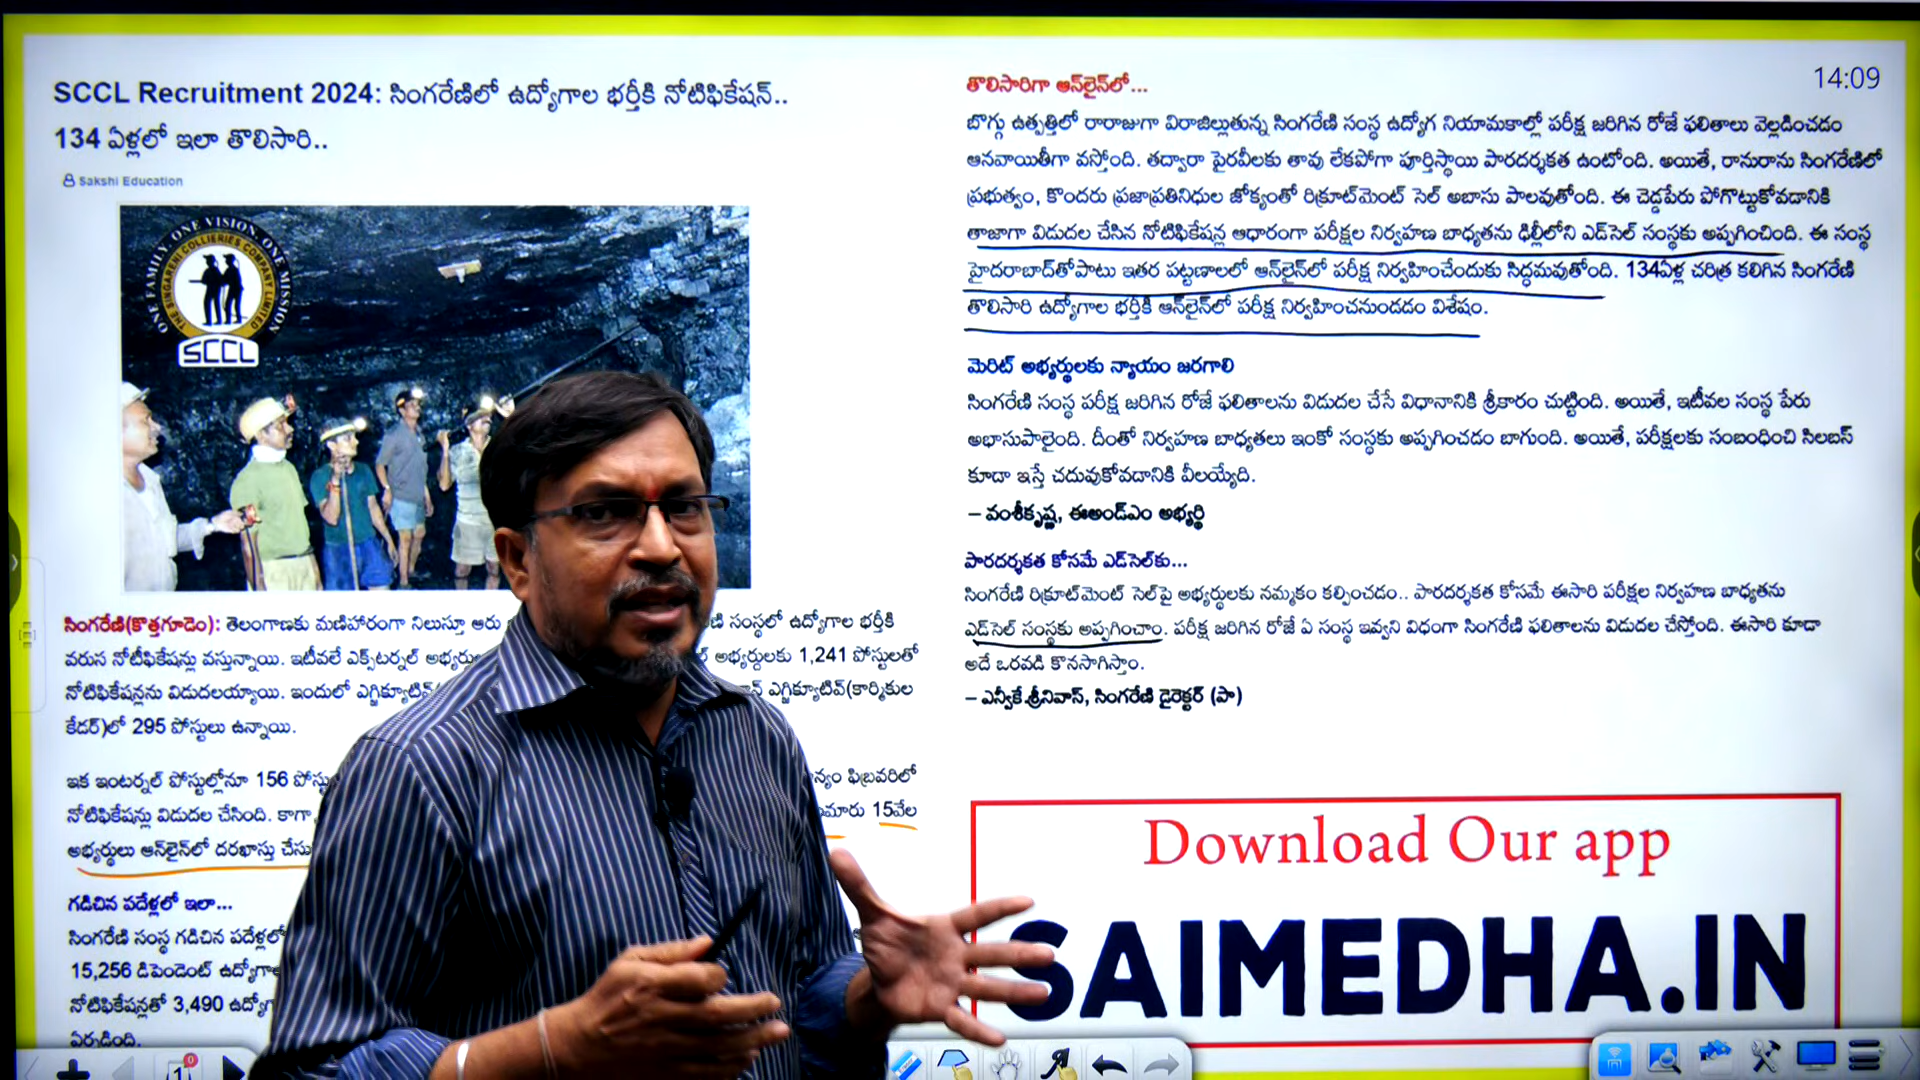 SCCL Recruitment 2024: సింగరేణిలో ఉద్యోగాల భర్తీకి నోటిఫికేషన్..
134 ఏళ్లలో ఇలా తొలిసారి..
Sakshi Education
ONE FAMILY, ONE VISION, ONE MISSION
THE SINGARENI COLLIERIES COMPANY LIMITED
SCCL
సింగరేణి(కొత్తగూడెం): తెలంగాణకు మణిహారంగా నిలుస్తూ ఆరు సంస్థలో ఉద్యోగాల భర్తీకి
వరుస నోటీఫికేషన్లు వస్తున్నాయి. ఇటీవలే ఎక్స్‌టర్నల్ అభ్యర్థులకు 1,241 పోస్టులతో
నోటిఫికేషన్లను విడుదలయ్యాయి. ఇందులో ఎగ్జిక్యూటివ్(కార్మికుల
కేడర్)లో 295 పోస్టులు ఉన్నాయి.
ఇక ఇంటర్నల్ పోస్టుల్లోనూ 156 ఫిబ్రవరిలో
నోటిఫికేషన్లు విడుదల చేసింది. కాగా, 15వేల
అభ్యర్థులు ఆన్‌లైన్‌లో దరఖాస్తు
గడిచిన పదేళ్లలో ఇలా...
సింగరేణి సంస్థ గడిచిన పదేళ్లలో
15,256 డిపెండెంట్
నోటిఫికేషన్లతో 3,490
ఏర్పడింది.
14:09
తొలిసారిగా ఆన్‌లైన్‌లో...
బొగ్గు ఉత్పత్తిలో రారాజుగా విరాజిల్లుతున్న సింగరేణి సంస్థ ఉద్యోగ నియామకాల్లో పరీక్ష జరిగిన రోజే ఫలితాలు వెల్లడించడం
ఆనవాయితీగా వస్తోంది. తద్వారా పైరవీలకు తావు లేకపోగా పూర్తిస్థాయి పారదర్శకత ఉంటోంది. అయితే, రానురాను సింగరేణిలో
ప్రభుత్వం, కొందరు ప్రజాప్రతినిధుల జోక్యంతో రిక్రూట్‌మెంట్ సెల్ అబాసు పాలవుతోంది. ఈ చెడ్డపేరు పోగొట్టుకోవడానికి
తాజాగా విడుదల చేసిన నోటిఫికేషన్ల ఆధారంగా పరీక్షల నిర్వహణ బాధ్యతను ఢిల్లీలోని ఎడ్‌సెల్ సంస్థకు అప్పగించింది. ఈ సంస్థ
హైదరాబాద్‌తోపాటు ఇతర పట్టణాలలో ఆన్‌లైన్‌లో పరీక్ష నిర్వహించేందుకు సిద్ధమవుతోంది. 134ఏళ్ల చరిత్ర కలిగిన సింగరేణి
తొలిసారి ఉద్యోగాల భర్తీకి ఆన్‌లైన్‌లో పరీక్ష నిర్వహించనుండడం విశేషం.
మెరిట్ అభ్యర్థులకు న్యాయం జరగాలి
సింగరేణి సంస్థ పరీక్ష జరిగిన రోజే ఫలితాలను విడుదల చేసే విధానానికి శ్రీకారం చుట్టింది. అయితే, ఇటీవల సంస్థ పేరు
అభాసుపాలైంది. దీంతో నిర్వహణ బాధ్యతలు ఇంకో సంస్థకు అప్పగించడం బాగుంది. అయితే, పరీక్షలకు సంబంధించి సిలబస్
కూడా ఇస్తే చదువుకోవడానికి వీలయ్యేది.
– వంశీకృష్ణ, ఈఅండ్ఎం అభ్యర్థి
పారదర్శకత కోసమే ఎడ్‌సెల్‌కు...
సింగరేణి రిక్రూట్‌మెంట్ సెల్‌పై అభ్యర్థులకు నమ్మకం కల్పించడం.. పారదర్శకత కోసమే ఈసారి పరీక్షల నిర్వహణ బాధ్యతను
ఎడ్‌సెల్ సంస్థకు అప్పగించాం. పరీక్ష జరిగిన రోజే ఏ సంస్థ ఇవ్వని విధంగా సింగరేణి ఫలితాలను విడుదల చేస్తోంది. ఈసారి కూడా
అదే ఒరవడి కొనసాగిస్తాం.
– ఎన్వీకే.శ్రీనివాస్, సింగరేణి డైరెక్టర్ (పా)
Download Our app
SAIMEDHA.IN